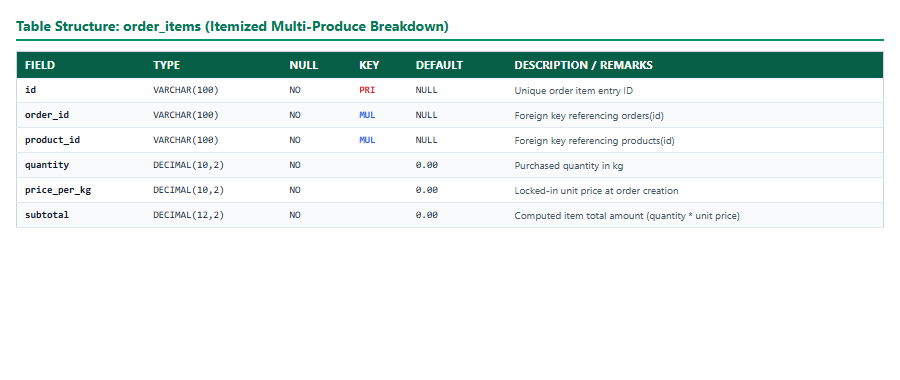 Table Structure: order_items (Itemized Multi-Produce Breakdown)
FIELD TYPE NULL KEY DEFAULT DESCRIPTION / REMARKS
id VARCHAR(100) NO PRI NULL Unique order item entry ID
order_id VARCHAR(100) NO MUL NULL Foreign key referencing orders(id)
product_id VARCHAR(100) NO MUL NULL Foreign key referencing products(id)
quantity DECIMAL(10,2) NO 0.00 Purchased quantity in kg
price_per_kg DECIMAL(10,2) NO 0.00 Locked-in unit price at order creation
subtotal DECIMAL(12,2) NO 0.00 Computed item total amount (quantity * unit price)